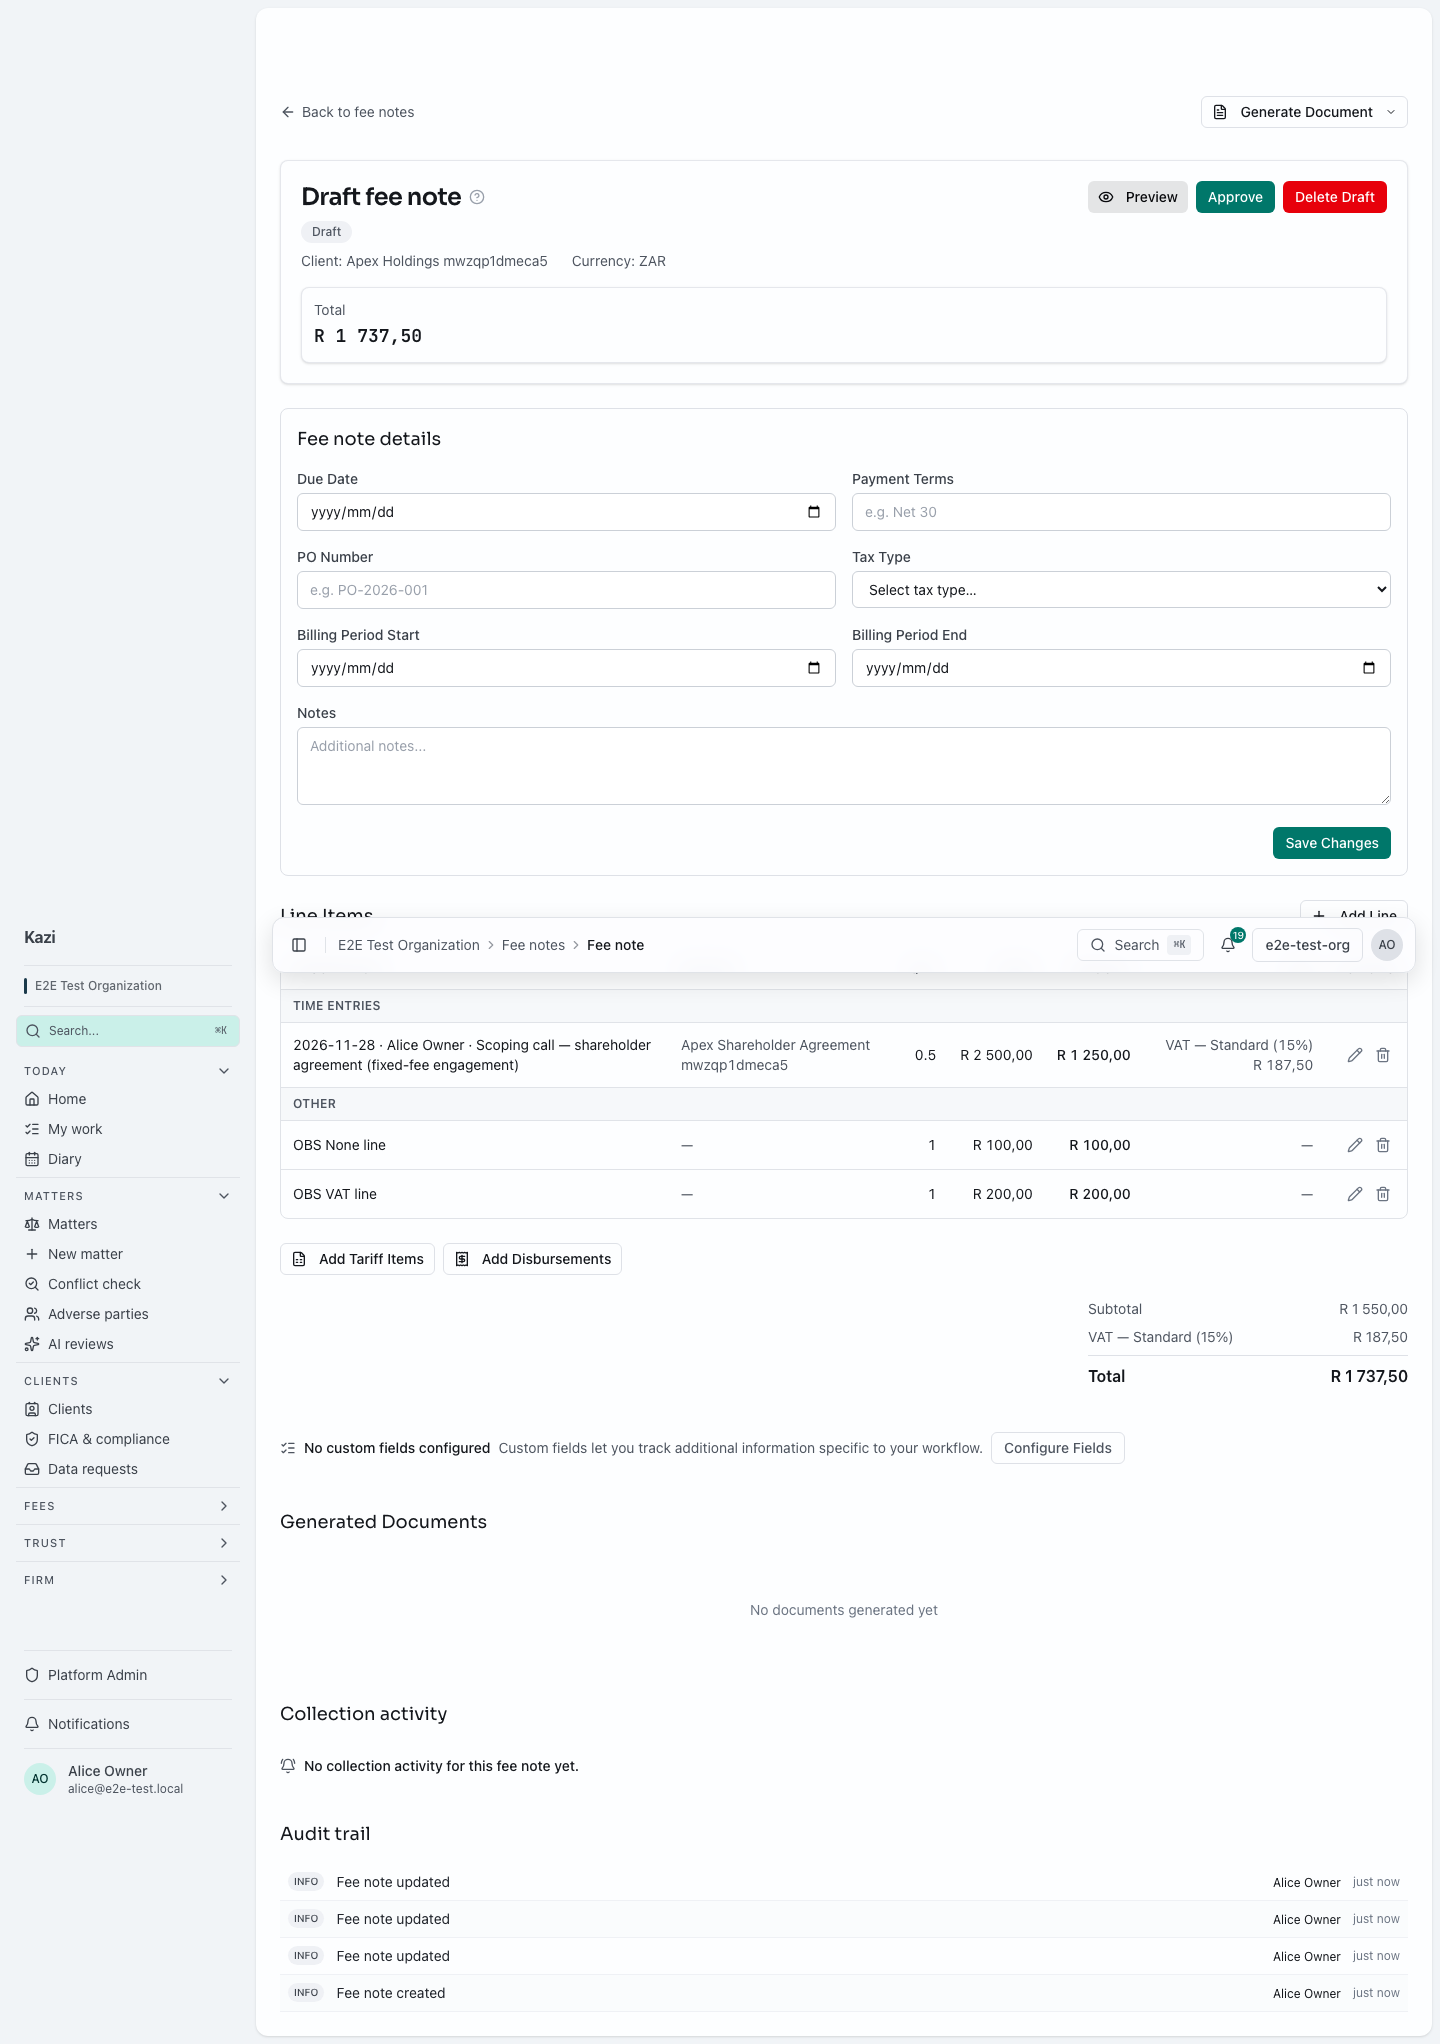 Back to fee notes
Generate Document
Draft fee note
Preview
Approve
Delete Draft
Draft
Client: Apex Holdings mwzqp1dmeca5
Currency: ZAR
Total
R 1 737,50
Fee note details
Due Date
Payment Terms
yyyy/mm/dd
e.g. Net 30
PO Number
Tax Type
e.g. PO-2026-001
Select tax type...
Billing Period Start
Billing Period End
yyyy/mm/dd
yyyy/mm/dd
Notes
Additional notes...
Save Changes
Line Items
Add Line
E2E Test Organization
Fee notes
Fee note
Search ⌘K
19
e2e-test-org
AO
TIME ENTRIES
2026-11-28 · Alice Owner · Scoping call — shareholder
agreement (fixed-fee engagement)
Apex Shareholder Agreement
mwzqp1dmeca5
0.5
R 2 500,00
R 1 250,00
VAT — Standard (15%)
R 187,50
OTHER
OBS None line
—
1
R 100,00
R 100,00
—
OBS VAT line
—
1
R 200,00
R 200,00
—
Add Tariff Items
Add Disbursements
Subtotal
R 1 550,00
VAT — Standard (15%)
R 187,50
Total
R 1 737,50
No custom fields configured
Custom fields let you track additional information specific to your workflow.
Configure Fields
Generated Documents
No documents generated yet
Collection activity
No collection activity for this fee note yet.
Audit trail
INFO Fee note updated Alice Owner just now
INFO Fee note updated Alice Owner just now
INFO Fee note updated Alice Owner just now
INFO Fee note created Alice Owner just now
Kazi
E2E Test Organization
Search... ⌘K
TODAY
Home
My work
Diary
MATTERS
Matters
New matter
Conflict check
Adverse parties
AI reviews
CLIENTS
Clients
FICA & compliance
Data requests
FEES
TRUST
FIRM
Platform Admin
Notifications
AO
Alice Owner
alice@e2e-test.local